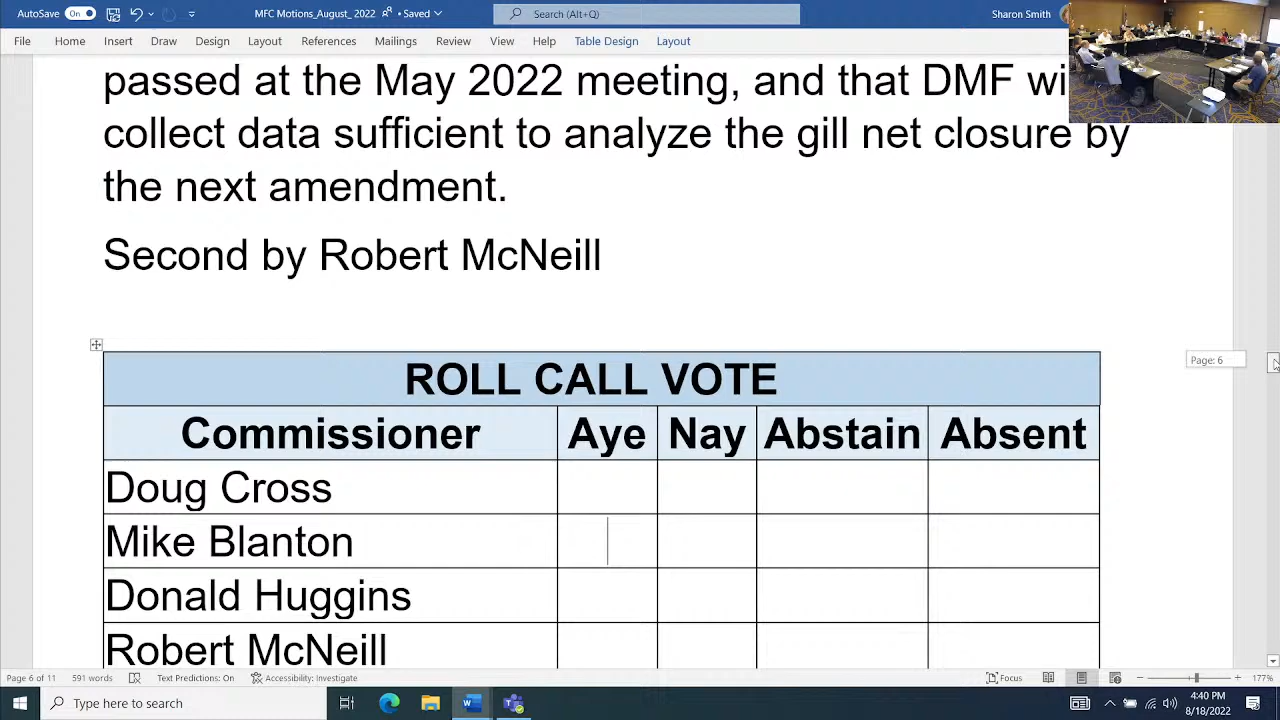 AutoSave On MFC Motions_August_ 2022 Saved Search (Alt+Q) Sharon Smith
File Home Insert Draw Design Layout References Mailings Review View Help Table Design Layout
passed at the May 2022 meeting, and that DMF wi
collect data sufficient to analyze the gill net closure by
the next amendment.
Second by Robert McNeill
Page: 6
ROLL CALL VOTE
Commissioner Aye Nay Abstain Absent
Doug Cross
Mike Blanton
Donald Huggins
Robert McNeill
Page 6 of 11 591 words Text Predictions: On Accessibility: Investigate Focus 177%
Type here to search 4:40 PM
8/18/2022